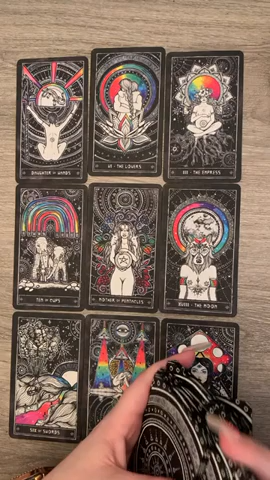 DAUGHTER OF WANDS
VI - THE LOVERS
III - THE EMPRESS
TEN OF CUPS
MOTHER OF PENTACLES
XVIII - THE MOON
SIX OF SWORDS